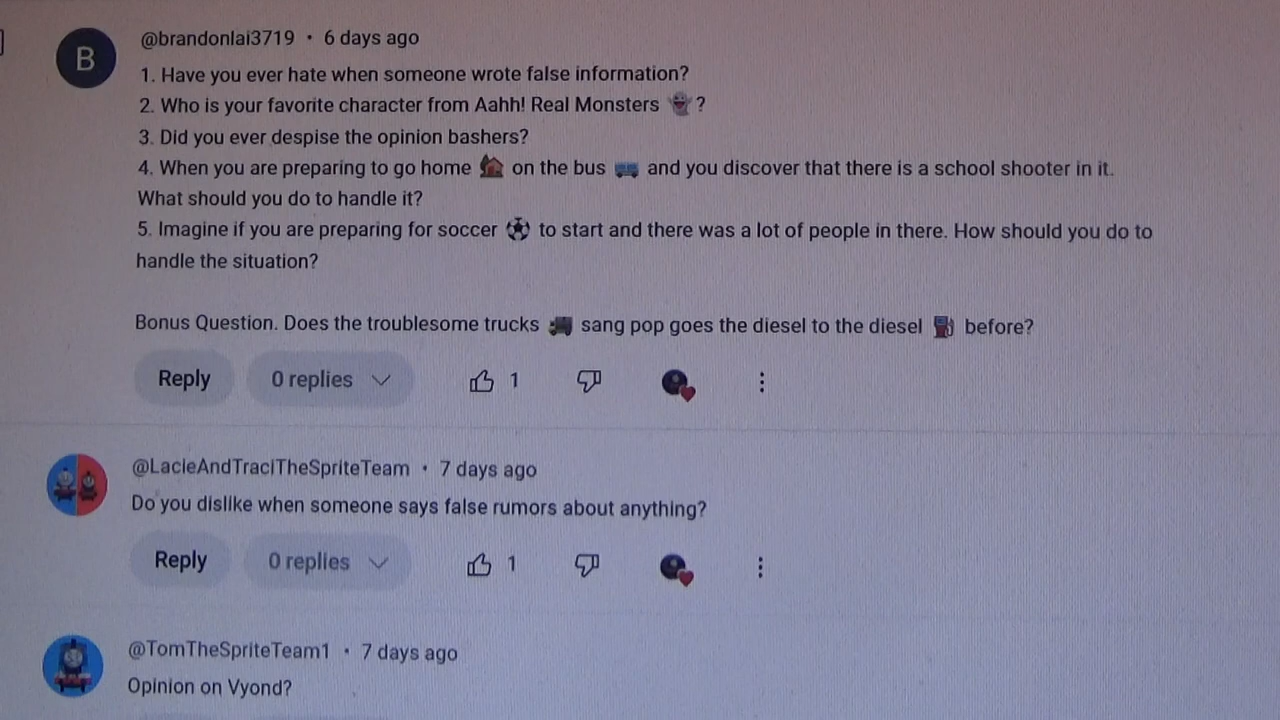 B
@brandonlai3719 • 6 days ago
1. Have you ever hate when someone wrote false information?
2. Who is your favorite character from Aahh! Real Monsters 👻?
3. Did you ever despise the opinion bashers?
4. When you are preparing to go home 🏠 on the bus 🚌 and you discover that there is a school shooter in it.
What should you do to handle it?
5. Imagine if you are preparing for soccer ⚽ to start and there was a lot of people in there. How should you do to
handle the situation?
Bonus Question. Does the troublesome trucks 🚚 sang pop goes the diesel to the diesel ⛽ before?
Reply 0 replies 1
@LacieAndTraciTheSpriteTeam • 7 days ago
Do you dislike when someone says false rumors about anything?
Reply 0 replies 1
@TomTheSpriteTeam1 • 7 days ago
Opinion on Vyond?